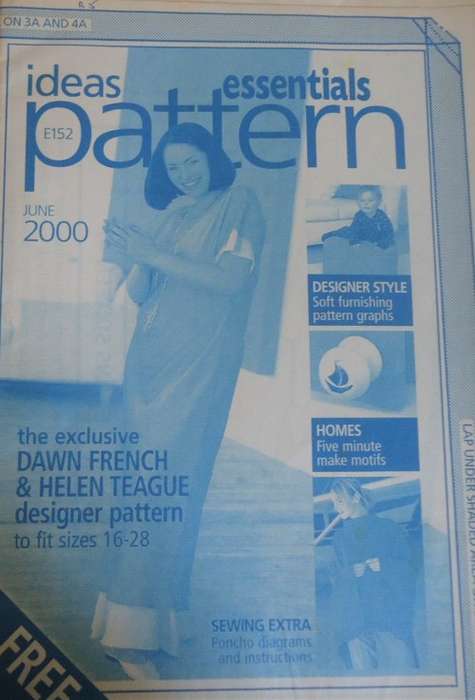 ON 3A AND 4A
ideas
essentials
pattern
E152
JUNE
2000
DESIGNER STYLE
Soft furnishing
pattern graphs
HOMES
Five minute
make motifs
the exclusive
DAWN FRENCH
& HELEN TEAGUE
designer pattern
to fit sizes 16-28
SEWING EXTRA
Poncho diagrams
and instructions
FREE
LAP UNDER SHADED